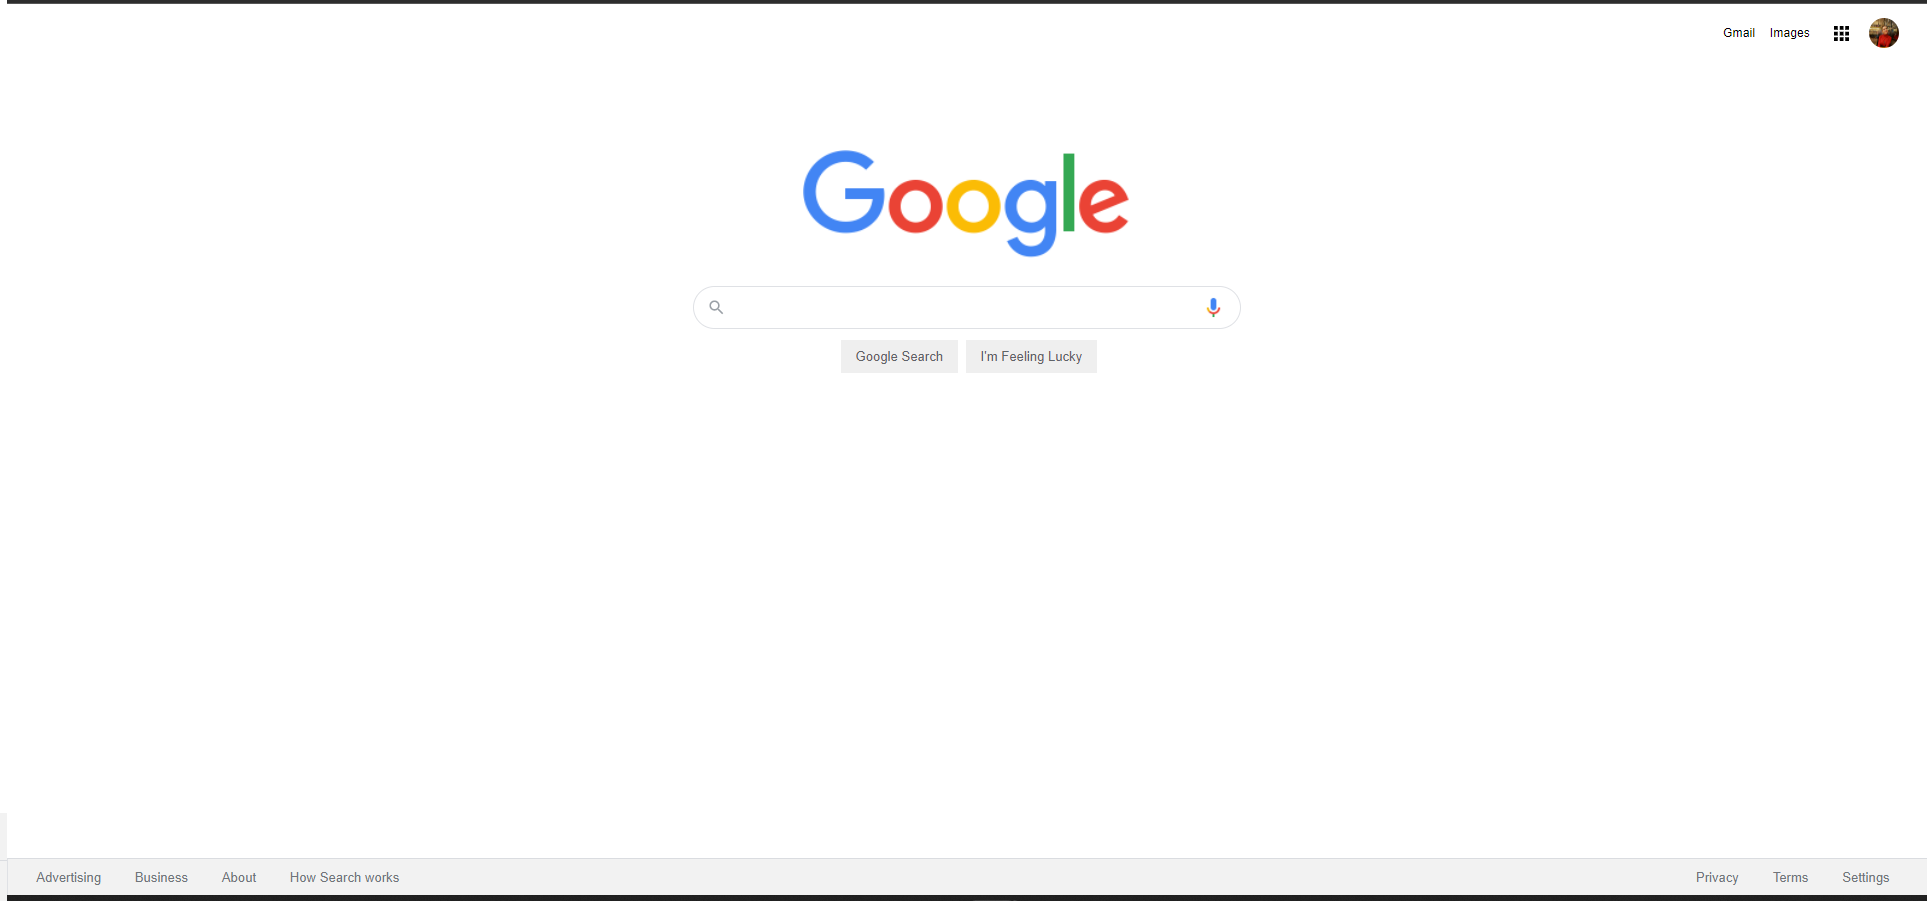 Gmail Images
Google
Google Search I'm Feeling Lucky
Advertising Business About How Search works Privacy Terms Settings